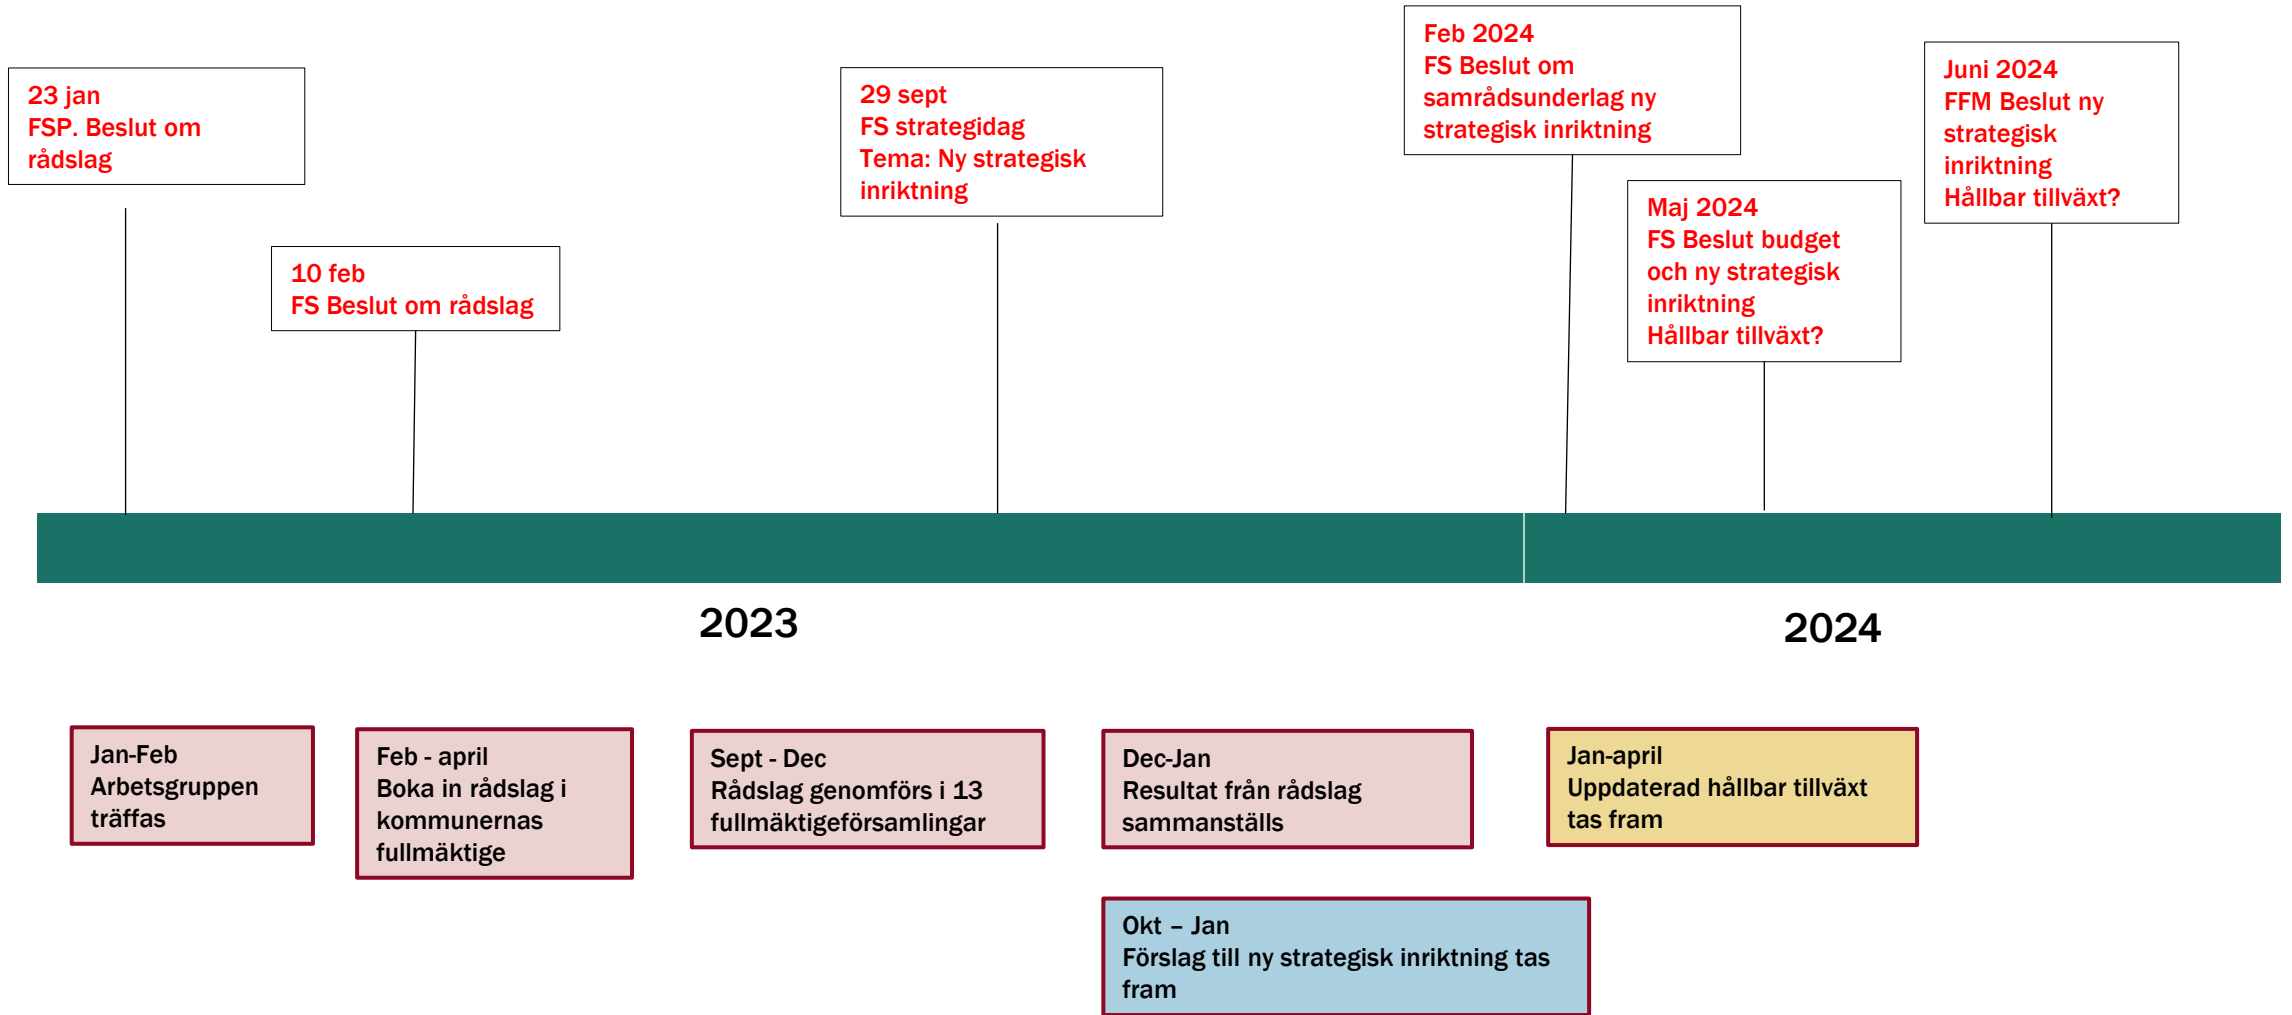 23 jan
FSP. Beslut om
rådslag
10 feb
FS Beslut om rådslag
29 sept
FS strategidag
Tema: Ny strategisk
inriktning
Feb 2024
FS Beslut om
samrådsunderlag ny
strategisk inriktning
Maj 2024
FS Beslut budget
och ny strategisk
inriktning
Hållbar tillväxt?
Juni 2024
FFM Beslut ny
strategisk
inriktning
Hållbar tillväxt?
2023
2024
Jan-Feb
Arbetsgruppen
träffas
Feb - april
Boka in rådslag i
kommunernas
fullmäktige
Sept - Dec
Rådslag genomförs i 13
fullmäktigeförsamlingar
Dec-Jan
Resultat från rådslag
sammanställs
Jan-april
Uppdaterad hållbar tillväxt
tas fram
Okt – Jan
Förslag till ny strategisk inriktning tas
fram